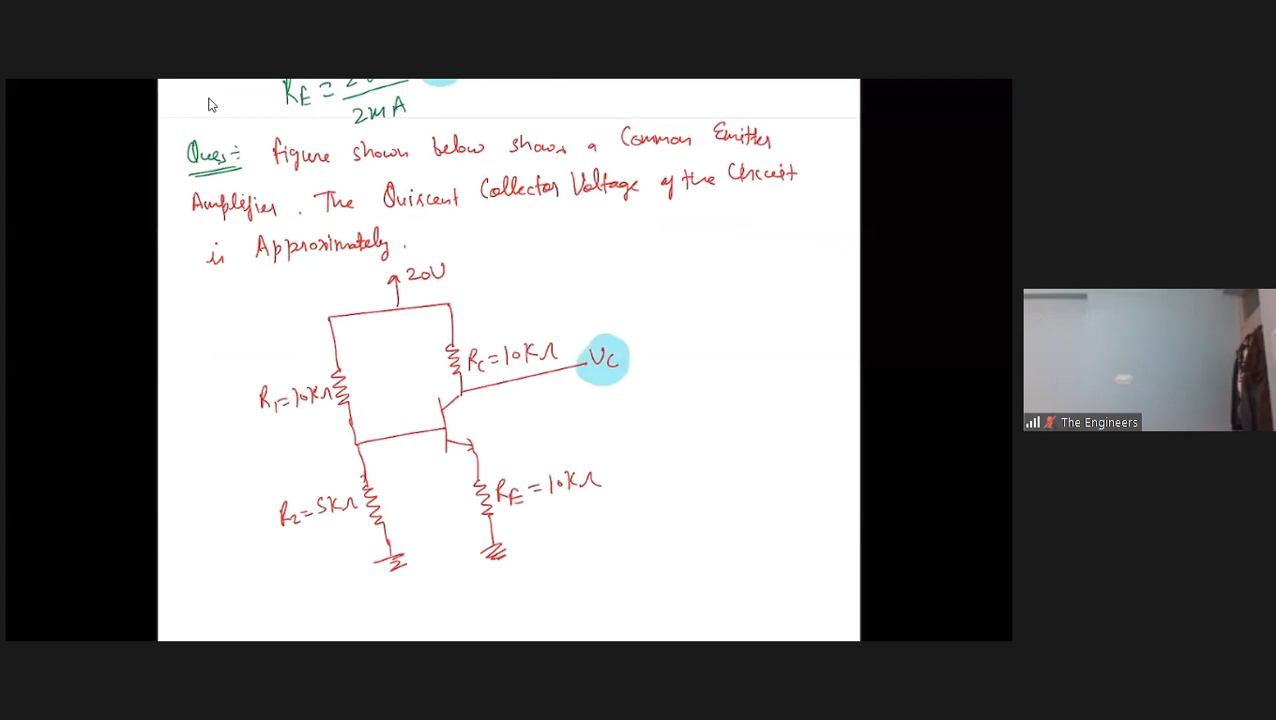 RE =
2mA
Ques:- figure shown below shows a Common Emitter
Amplifier. The Quiscent Collector Voltage of the Circuit
is Approximately.
20V
RC=10KΩ
VC
R1=10KΩ
R2=5KΩ
RE=10KΩ
The Engineers